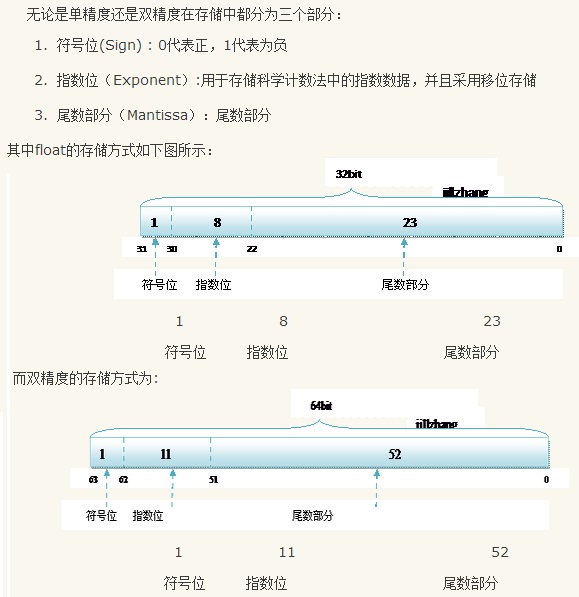 无论是单精度还是双精度在存储中都分为三个部分：
1. 符号位(Sign) : 0代表正，1代表为负
2. 指数位（Exponent）:用于存储科学计数法中的指数数据，并且采用移位存储
3. 尾数部分（Mantissa）：尾数部分
其中float的存储方式如下图所示：
32bit
jillzhang
1 8 23
31 30 22 0
符号位 指数位 尾数部分
1 8 23
符号位 指数位 尾数部分
而双精度的存储方式为:
64bit
jillzhang
1 11 52
63 62 51 0
符号位 指数位 尾数部分
1 11 52
符号位 指数位 尾数部分